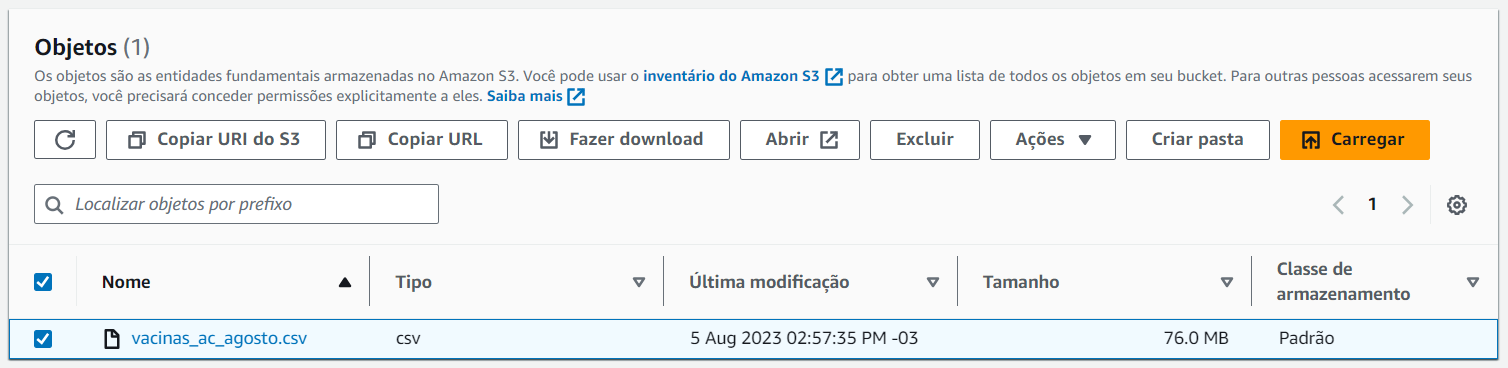 Objetos (1)
Os objetos são as entidades fundamentais armazenadas no Amazon S3. Você pode usar o inventário do Amazon S3 para obter uma lista de todos os objetos em seu bucket. Para outras pessoas acessarem seus
objetos, você precisará conceder permissões explicitamente a eles. Saiba mais
Copiar URI do S3 Copiar URL Fazer download Abrir Excluir Ações Criar pasta Carregar
Localizar objetos por prefixo 1
Nome Tipo Última modificação Tamanho Classe de
armazenamento
vacinas_ac_agosto.csv csv 5 Aug 2023 02:57:35 PM -03 76.0 MB Padrão